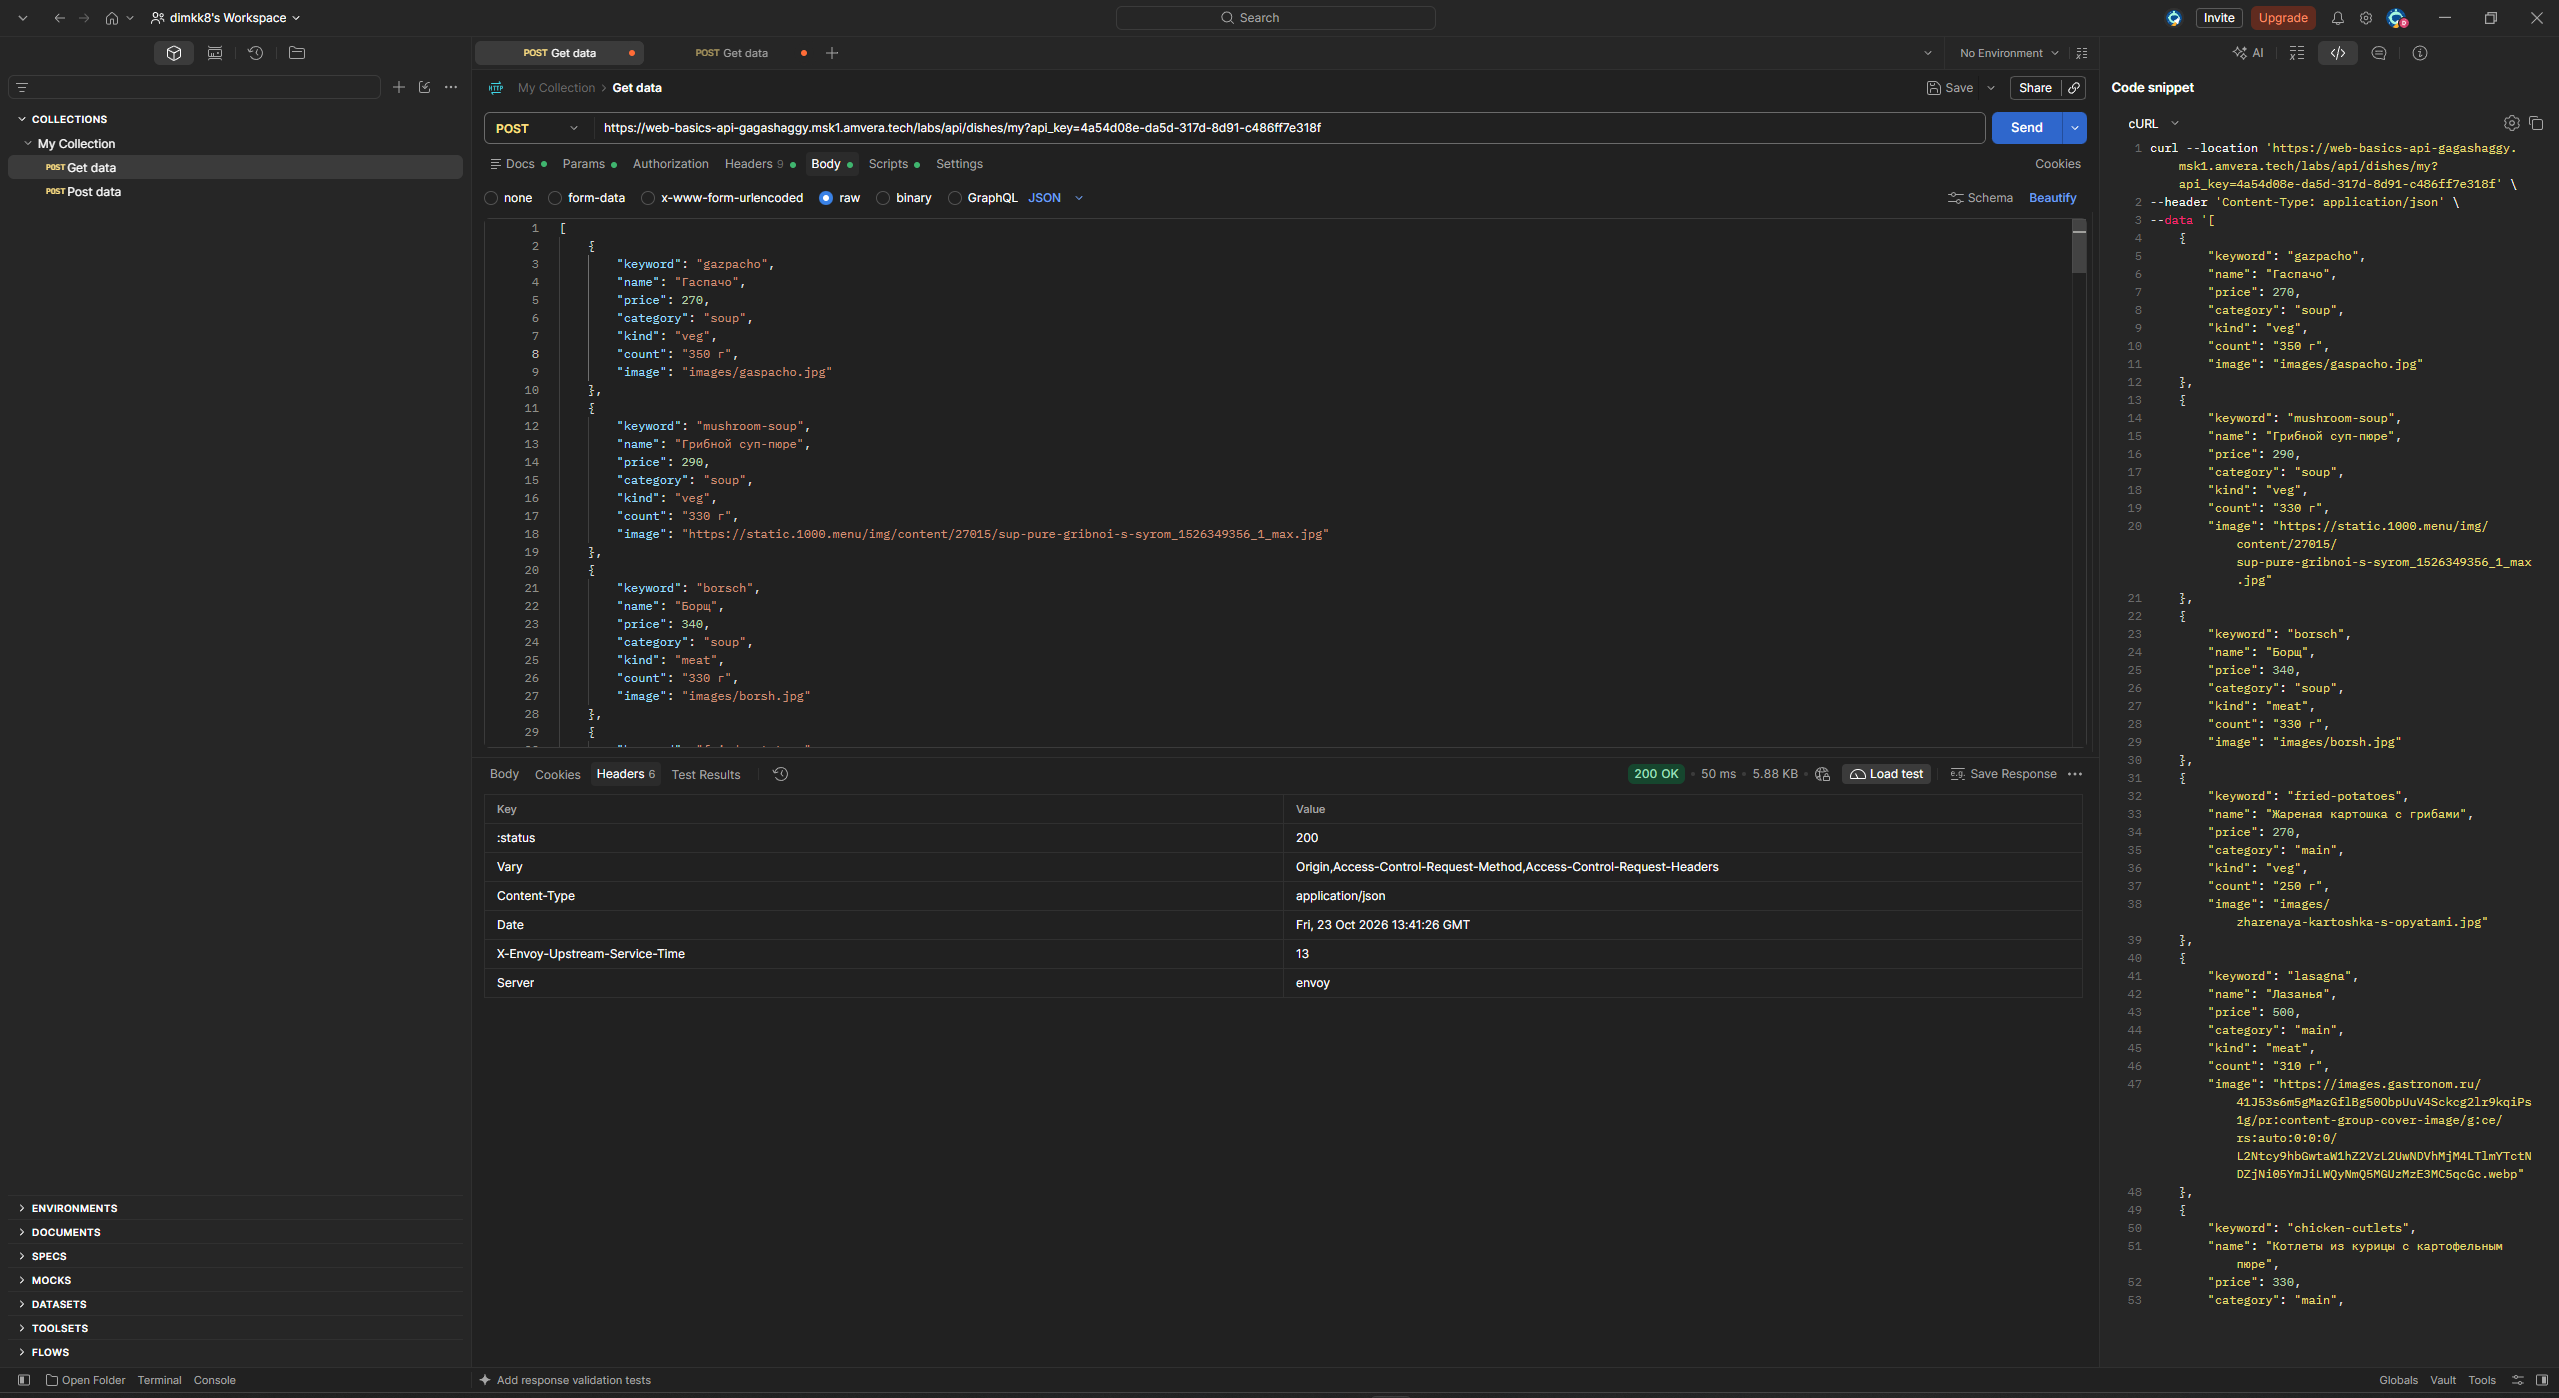 dimkk8's Workspace
Search
Invite
Upgrade
COLLECTIONS
My Collection
POST Get data
POST Post data
ENVIRONMENTS
DOCUMENTS
SPECS
MOCKS
DATASETS
TOOLSETS
FLOWS
POST Get data
POST Get data
No Environment
My Collection > Get data
Save
Share
POST
https://web-basics-api-gagashaggy.msk1.amvera.tech/labs/api/dishes/my?api_key=4a54d08e-da5d-317d-8d91-c486ff7e318f
Send
Docs Params Authorization Headers 9 Body Scripts Settings
Cookies
none form-data x-www-form-urlencoded raw binary GraphQL JSON
Schema Beautify
1 [
2 {
3 "keyword": "gazpacho",
4 "name": "Гаспачо",
5 "price": 270,
6 "category": "soup",
7 "kind": "veg",
8 "count": "350 г",
9 "image": "images/gaspacho.jpg"
10 },
11 {
12 "keyword": "mushroom-soup",
13 "name": "Грибной суп-пюре",
14 "price": 290,
15 "category": "soup",
16 "kind": "veg",
17 "count": "330 г",
18 "image": "https://static.1000.menu/img/content/27015/sup-pure-gribnoi-s-syrom_1526349356_1_max.jpg"
19 },
20 {
21 "keyword": "borsch",
22 "name": "Борщ",
23 "price": 340,
24 "category": "soup",
25 "kind": "meat",
26 "count": "330 г",
27 "image": "images/borsh.jpg"
28 },
29 {
Body Cookies Headers 6 Test Results
200 OK • 50 ms • 5.88 KB
Load test
Save Response
Key Value
:status 200
Vary Origin,Access-Control-Request-Method,Access-Control-Request-Headers
Content-Type application/json
Date Fri, 23 Oct 2026 13:41:26 GMT
X-Envoy-Upstream-Service-Time 13
Server envoy
AI
Code snippet
cURL
1 curl --location 'https://web-basics-api-gagashaggy.
msk1.amvera.tech/labs/api/dishes/my?
api_key=4a54d08e-da5d-317d-8d91-c486ff7e318f' \
2 --header 'Content-Type: application/json' \
3 --data '[
4 {
5 "keyword": "gazpacho",
6 "name": "Гаспачо",
7 "price": 270,
8 "category": "soup",
9 "kind": "veg",
10 "count": "350 г",
11 "image": "images/gaspacho.jpg"
12 },
13 {
14 "keyword": "mushroom-soup",
15 "name": "Грибной суп-пюре",
16 "price": 290,
17 "category": "soup",
18 "kind": "veg",
19 "count": "330 г",
20 "image": "https://static.1000.menu/img/
content/27015/
sup-pure-gribnoi-s-syrom_1526349356_1_max
.jpg"
21 },
22 {
23 "keyword": "borsch",
24 "name": "Борщ",
25 "price": 340,
26 "category": "soup",
27 "kind": "meat",
28 "count": "330 г",
29 "image": "images/borsh.jpg"
30 },
31 {
32 "keyword": "fried-potatoes",
33 "name": "Жареная картошка с грибами",
34 "price": 270,
35 "category": "main",
36 "kind": "veg",
37 "count": "250 г",
38 "image": "images/
zharenaya-kartoshka-s-opyatami.jpg"
39 },
40 {
41 "keyword": "lasagna",
42 "name": "Лазанья",
43 "price": 500,
44 "category": "main",
45 "kind": "meat",
46 "count": "310 г",
47 "image": "https://images.gastronom.ru/
rs:auto:0:0:0/
48 },
49 {
50 "keyword": "chicken-cutlets",
51 "name": "Котлеты из курицы с картофельным
пюре",
52 "price": 330,
53 "category": "main",
Open Folder Terminal Console
Add response validation tests
Globals Vault Tools